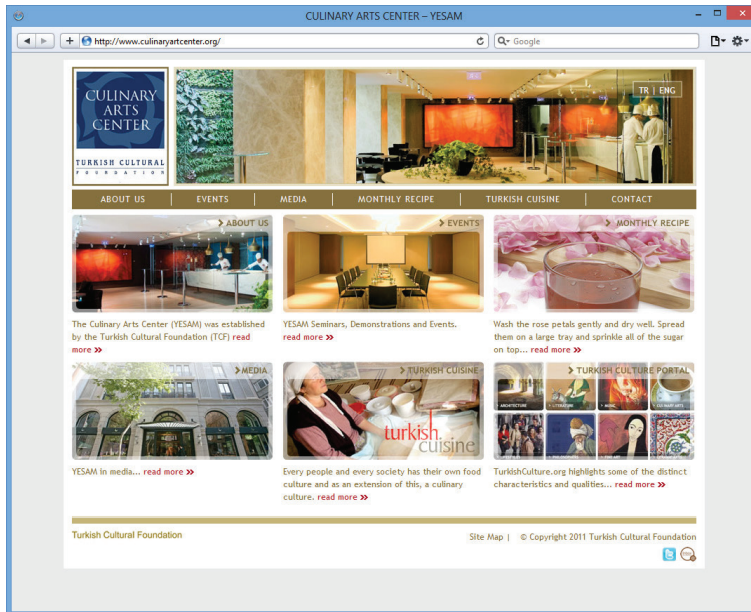 CULINARY ARTS CENTER – YESAM
http://www.culinaryartcenter.org/
Google
CULINARY
ARTS
CENTER
TURKISH CULTURAL
FOUNDATION
TR | ENG
ABOUT US
EVENTS
MEDIA
MONTHLY RECIPE
TURKISH CUISINE
CONTACT
ABOUT US
The Culinary Arts Center (YESAM) was established
by the Turkish Cultural Foundation (TCF) read
more »
EVENTS
YESAM Seminars, Demonstrations and Events.
read more »
MONTHLY RECIPE
Wash the rose petals gently and dry well. Spread
them on a large tray and sprinkle all of the sugar
on top... read more »
MEDIA
YESAM in media... read more »
TURKISH CUISINE
turkish
cuisine
Every people and every society has their own food
culture and as an extension of this, a culinary
culture. read more »
TURKISH CULTURE PORTAL
ARCHITECTURE
LITERATURE
MUSIC
CULINARY ARTS
TurkishCulture.org highlights some of the distinct
characteristics and qualities... read more »
Turkish Cultural Foundation
Site Map | © Copyright 2011 Turkish Cultural Foundation